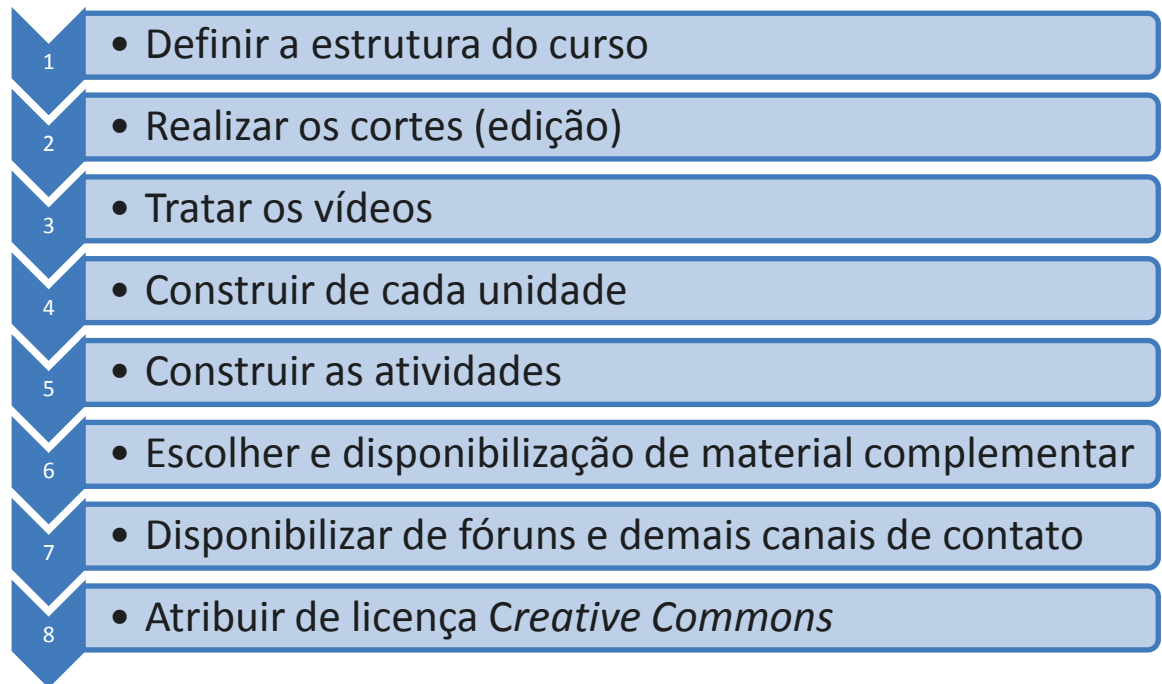 1 • Definir a estrutura do curso
2 • Realizar os cortes (edição)
3 • Tratar os vídeos
4 • Construir de cada unidade
5 • Construir as atividades
6 • Escolher e disponibilização de material complementar
7 • Disponibilizar de fóruns e demais canais de contato
8 • Atribuir de licença Creative Commons